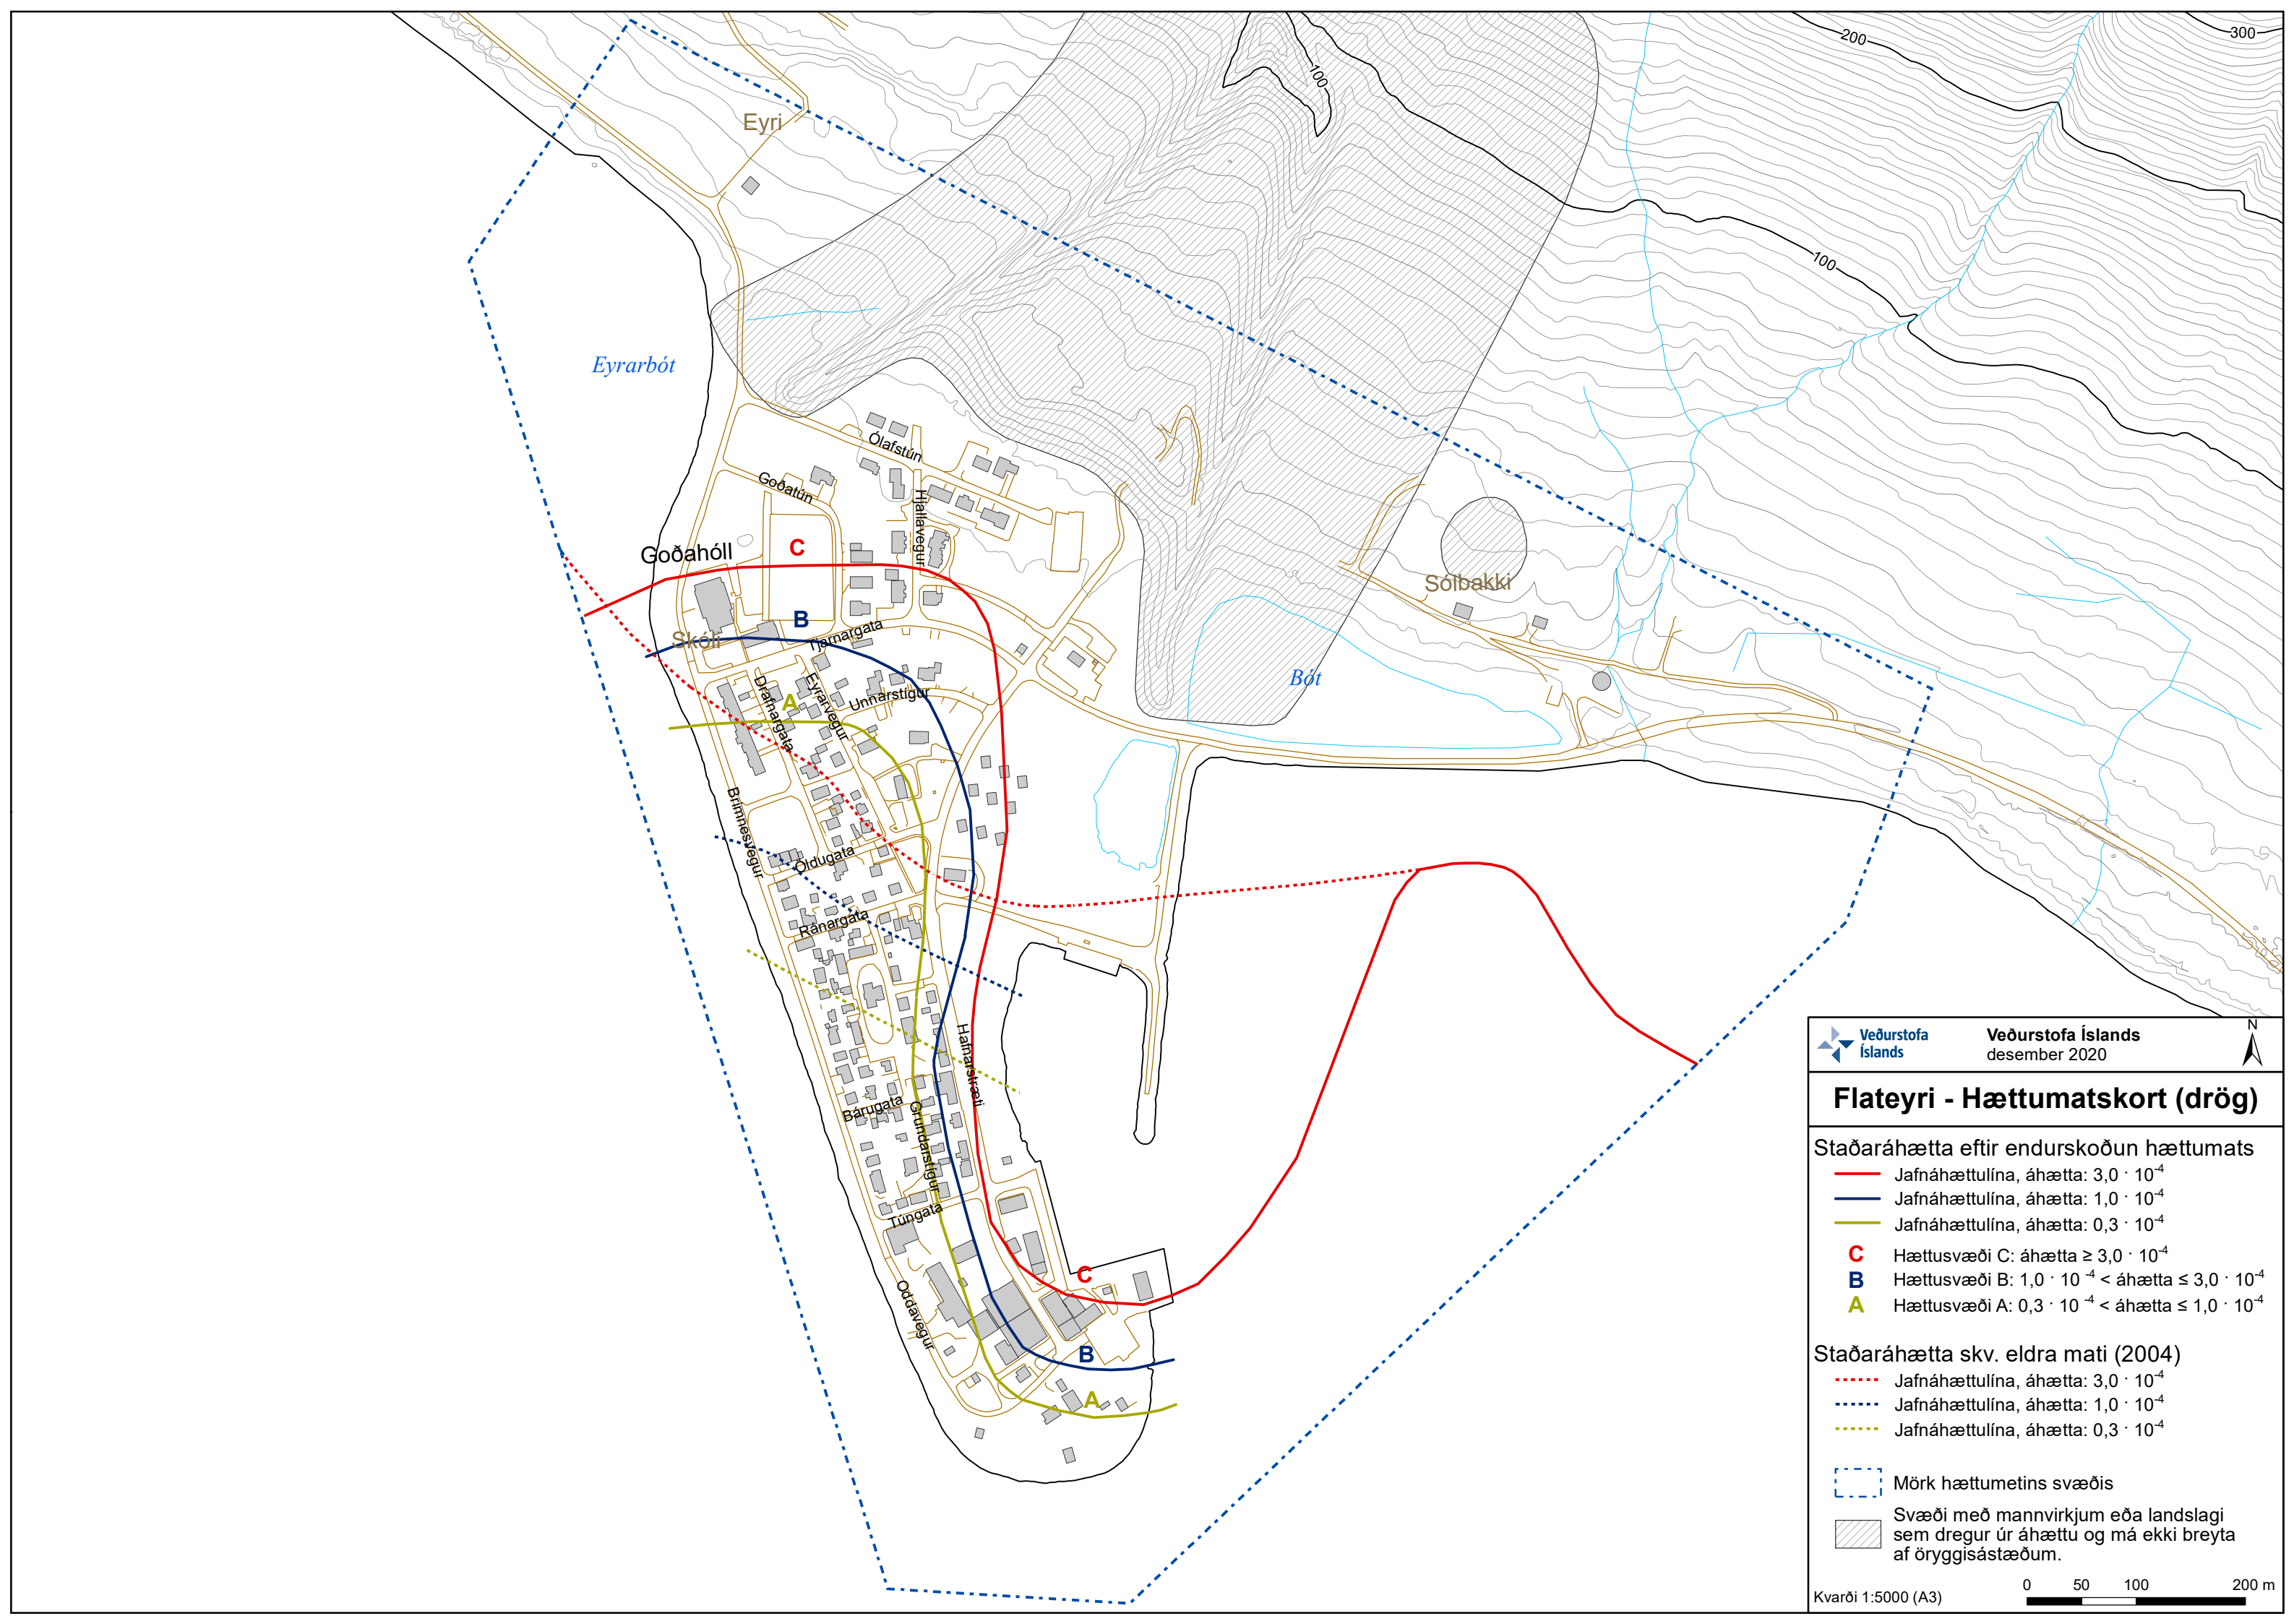 200
300
100
100
Eyri
Eyrarbót
Ólafstún
Goðatún
Hjallavegur
C
Goðahóll
B
Skóli
Tjarnargata
Sólbakki
Bót
Drafnargata
A
Eyrarvegur
Unnarstígur
Brimnesvegur
Öldugata
Ránargata
Hafnarstræti
Bárugata
Grundarstígur
Túngata
C
Oddavegur
B
A
Veðurstofa
Íslands
Veðurstofa Íslands
desember 2020
N
Flateyri - Hættumatskort (drög)
Staðaráhætta eftir endurskoðun hættumats
Jafnáhættulína, áhætta: 3,0 · 10⁻⁴
Jafnáhættulína, áhætta: 1,0 · 10⁻⁴
Jafnáhættulína, áhætta: 0,3 · 10⁻⁴
C Hættusvæði C: áhætta ≥ 3,0 · 10⁻⁴
B Hættusvæði B: 1,0 · 10 ⁻⁴ < áhætta ≤ 3,0 · 10⁻⁴
A Hættusvæði A: 0,3 · 10 ⁻⁴ < áhætta ≤ 1,0 · 10⁻⁴
Staðaráhætta skv. eldra mati (2004)
Jafnáhættulína, áhætta: 3,0 · 10⁻⁴
Jafnáhættulína, áhætta: 1,0 · 10⁻⁴
Jafnáhættulína, áhætta: 0,3 · 10⁻⁴
Mörk hættumetins svæðis
Svæði með mannvirkjum eða landslagi
sem dregur úr áhættu og má ekki breyta
af öryggisástæðum.
Kvarði 1:5000 (A3)
0 50 100 200 m